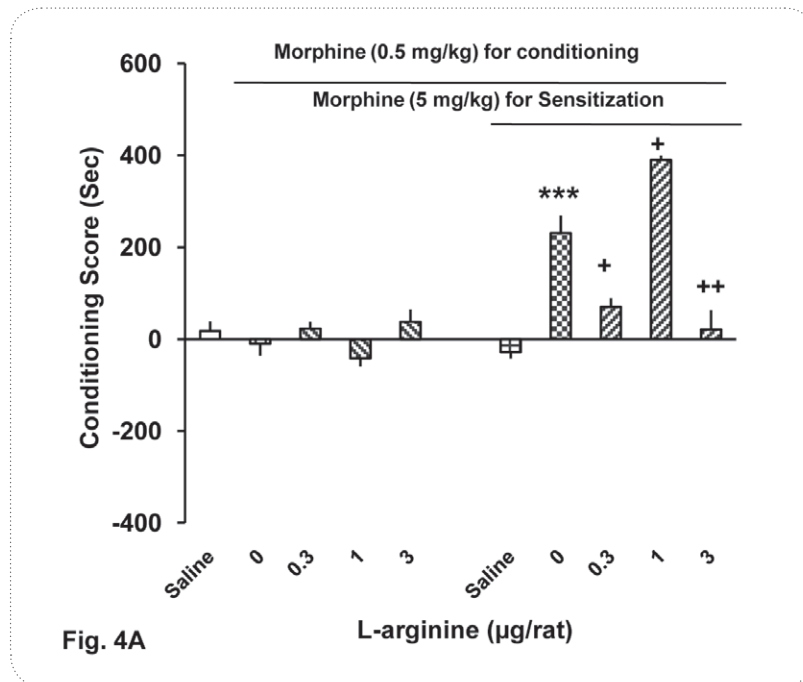 Morphine (0.5 mg/kg) for conditioning
Morphine (5 mg/kg) for Sensitization
600
400
200
0
-200
-400
Conditioning Score (Sec)
***
+
+
++
Saline
0
0.3
1
3
Saline
0
0.3
1
3
L-arginine (µg/rat)
Fig. 4A